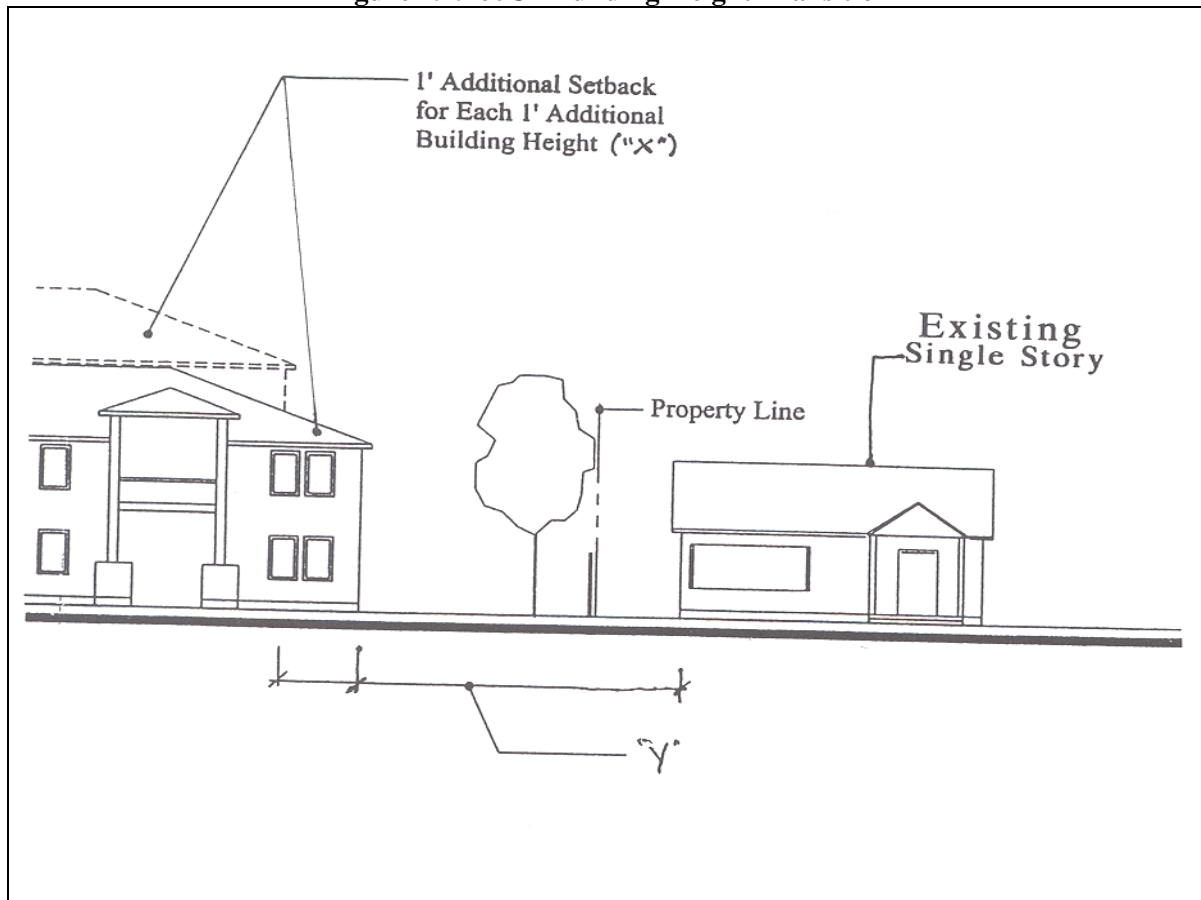 1' Additional Setback
for Each 1' Additional
Building Height ("X")
Existing
Single Story
Property Line
"Y"